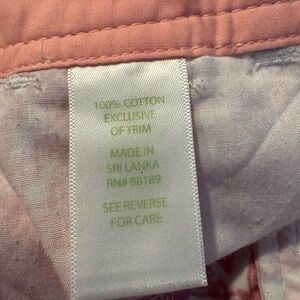 100% COTTON
EXCLUSIVE
OF TRIM
MADE IN
SRI LANKA
RN# 88189
SEE REVERSE
FOR CARE